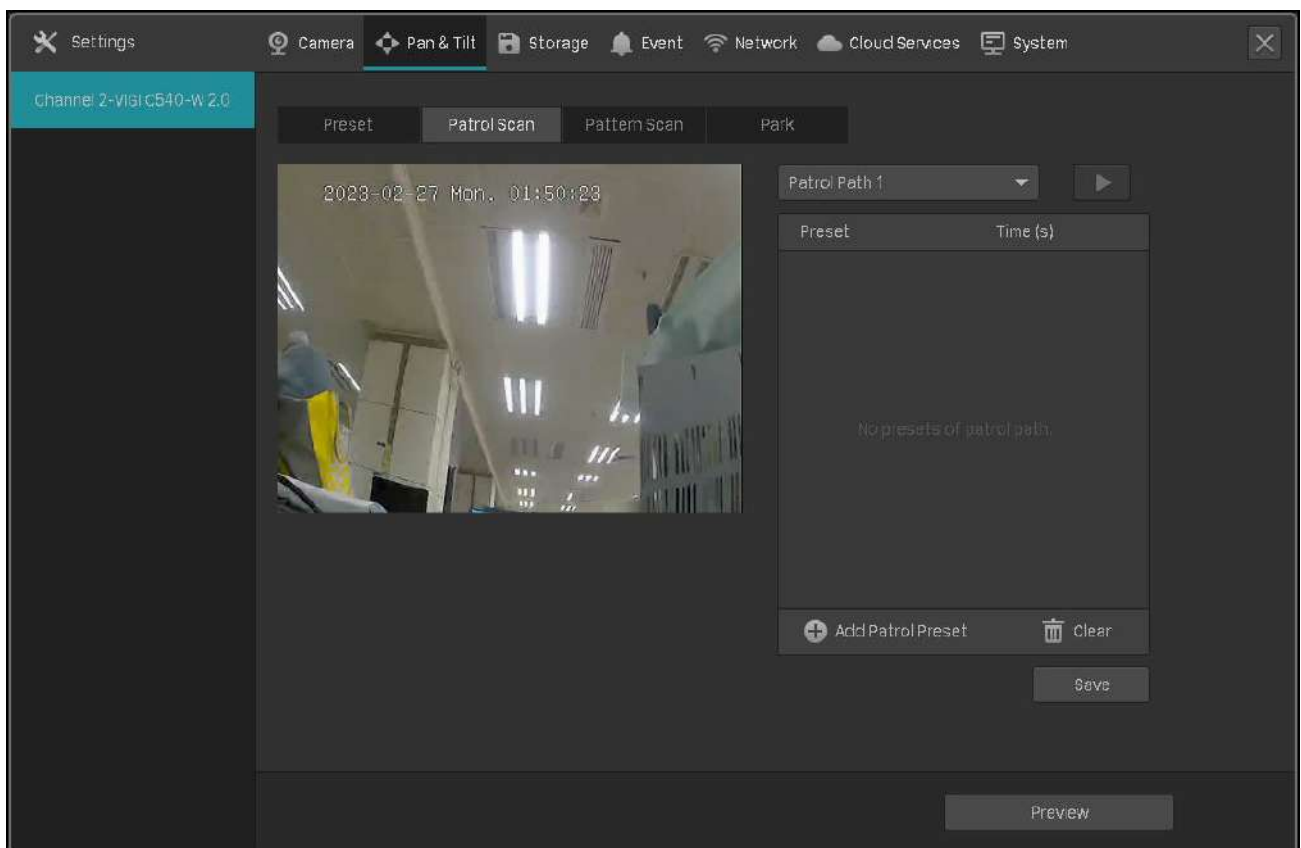 Settings
Camera
Pan & Tilt
Storage
Event
Network
Cloud Services
System
Channel 2-VIGI C540-W 2.0
Preset
Patrol Scan
Pattern Scan
Park
2023-02-27 Mon. 01:50:23
Patrol Path 1
Preset
Time (s)
No presets of patrol path.
Add Patrol Preset
Clear
Save
Preview